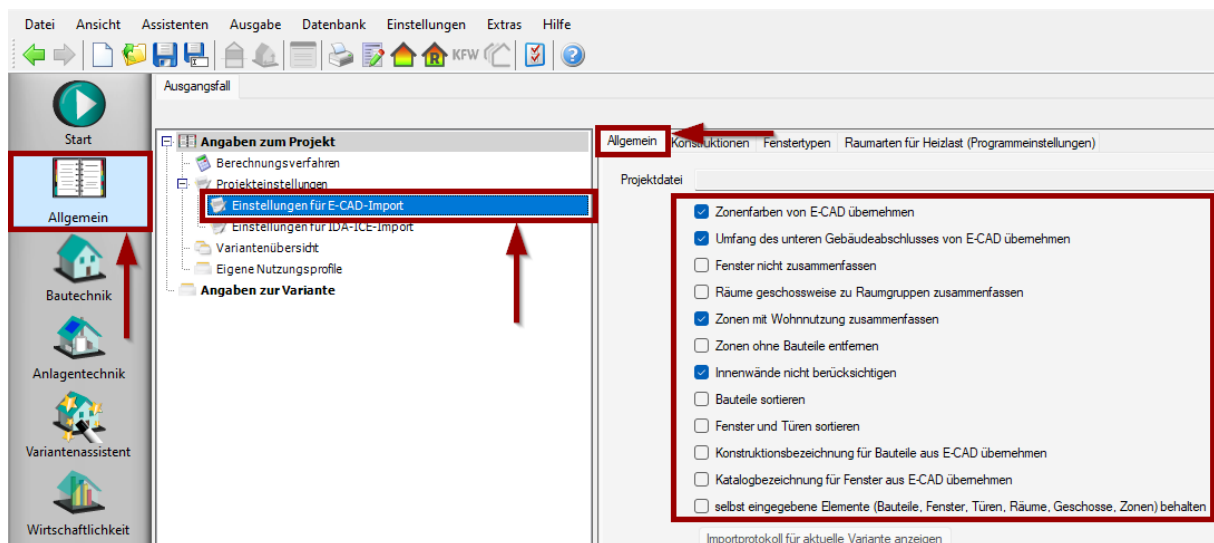 Datei Ansicht Assistenten Ausgabe Datenbank Einstellungen Extras Hilfe
R KFW
Start
Allgemein
Bautechnik
Anlagentechnik
Variantenassistent
Wirtschaftlichkeit
Ausgangsfall
Angaben zum Projekt
Berechnungsverfahren
Projekteinstellungen
Einstellungen für E-CAD-Import
Einstellungen für IDA-ICE-Import
Variantenübersicht
Eigene Nutzungsprofile
Angaben zur Variante
Allgemein Konstruktionen Fenstertypen Raumarten für Heizlast (Programmeinstellungen)
Projektdatei
Zonenfarben von E-CAD übernehmen
Umfang des unteren Gebäudeabschlusses von E-CAD übernehmen
Fenster nicht zusammenfassen
Räume geschossweise zu Raumgruppen zusammenfassen
Zonen mit Wohnnutzung zusammenfassen
Zonen ohne Bauteile entfernen
Innenwände nicht berücksichtigen
Bauteile sortieren
Fenster und Türen sortieren
Konstruktionsbezeichnung für Bauteile aus E-CAD übernehmen
Katalogbezeichnung für Fenster aus E-CAD übernehmen
selbst eingegebene Elemente (Bauteile, Fenster, Türen, Räume, Geschosse, Zonen) behalten
Importprotokoll für aktuelle Variante anzeigen